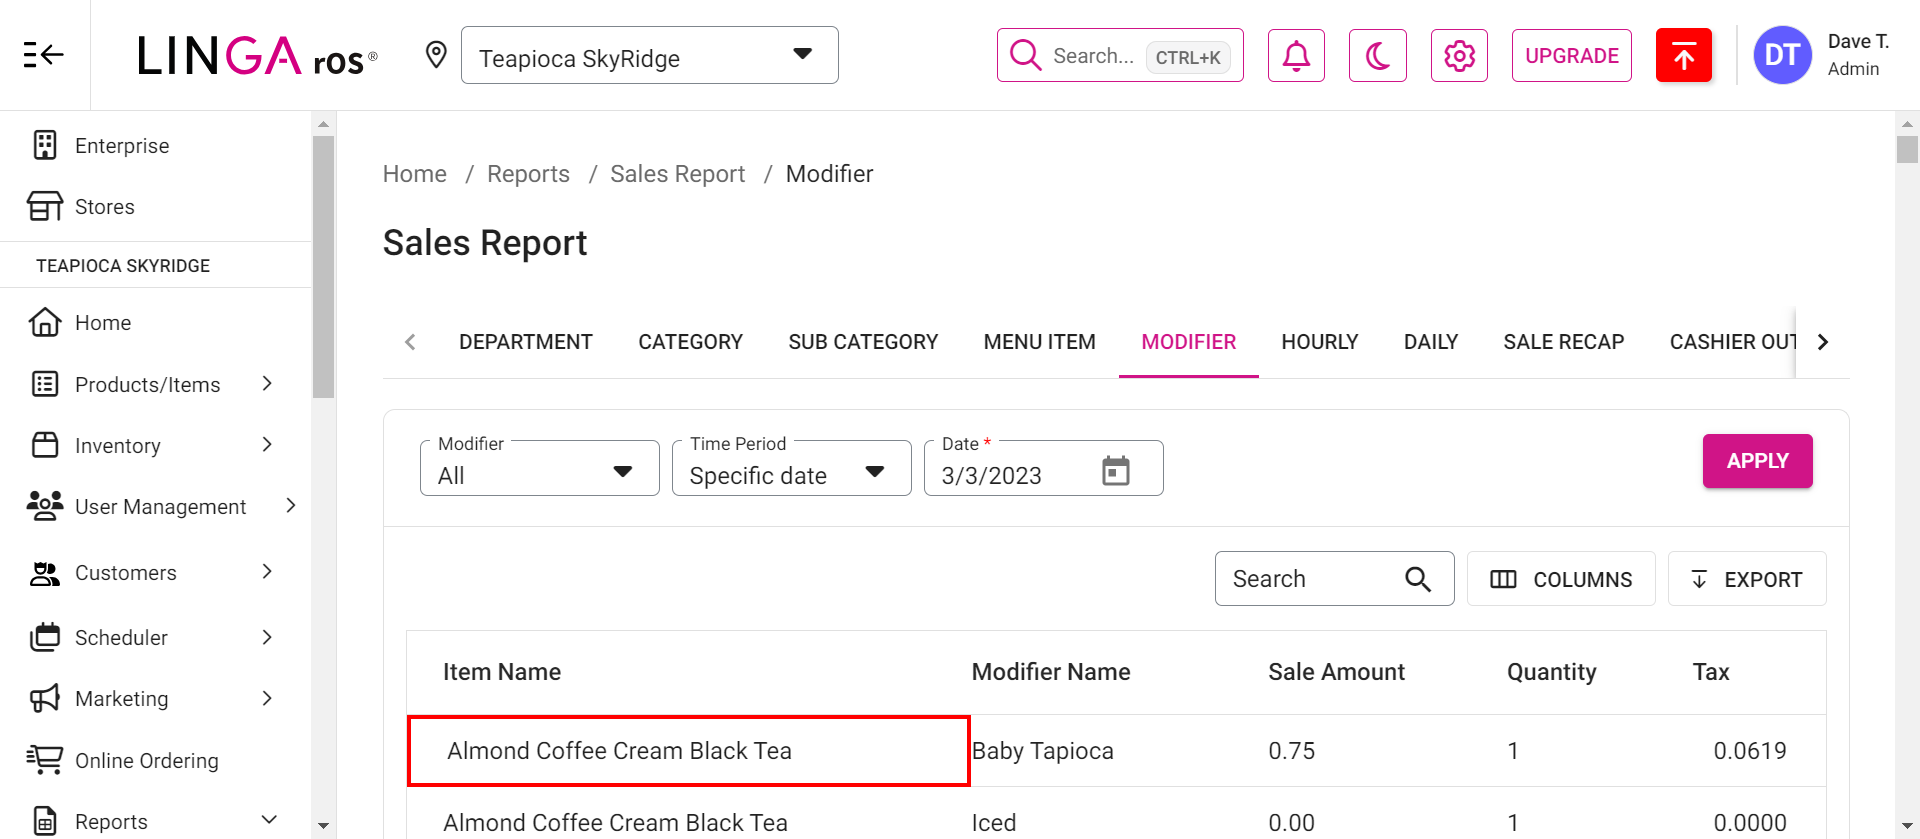 LINGA ros®
Teapioca SkyRidge
Search... CTRL+K
UPGRADE
DT
Dave T.
Admin
Enterprise
Stores
TEAPIOCA SKYRIDGE
Home
Products/Items
Inventory
User Management
Customers
Scheduler
Marketing
Online Ordering
Reports
Home / Reports / Sales Report / Modifier
Sales Report
DEPARTMENT CATEGORY SUB CATEGORY MENU ITEM MODIFIER HOURLY DAILY SALE RECAP CASHIER OUT
Modifier
All
Time Period
Specific date
Date *
3/3/2023
APPLY
Search
COLUMNS
EXPORT
Item Name Modifier Name Sale Amount Quantity Tax
Almond Coffee Cream Black Tea Baby Tapioca 0.75 1 0.0619
Almond Coffee Cream Black Tea Iced 0.00 1 0.0000